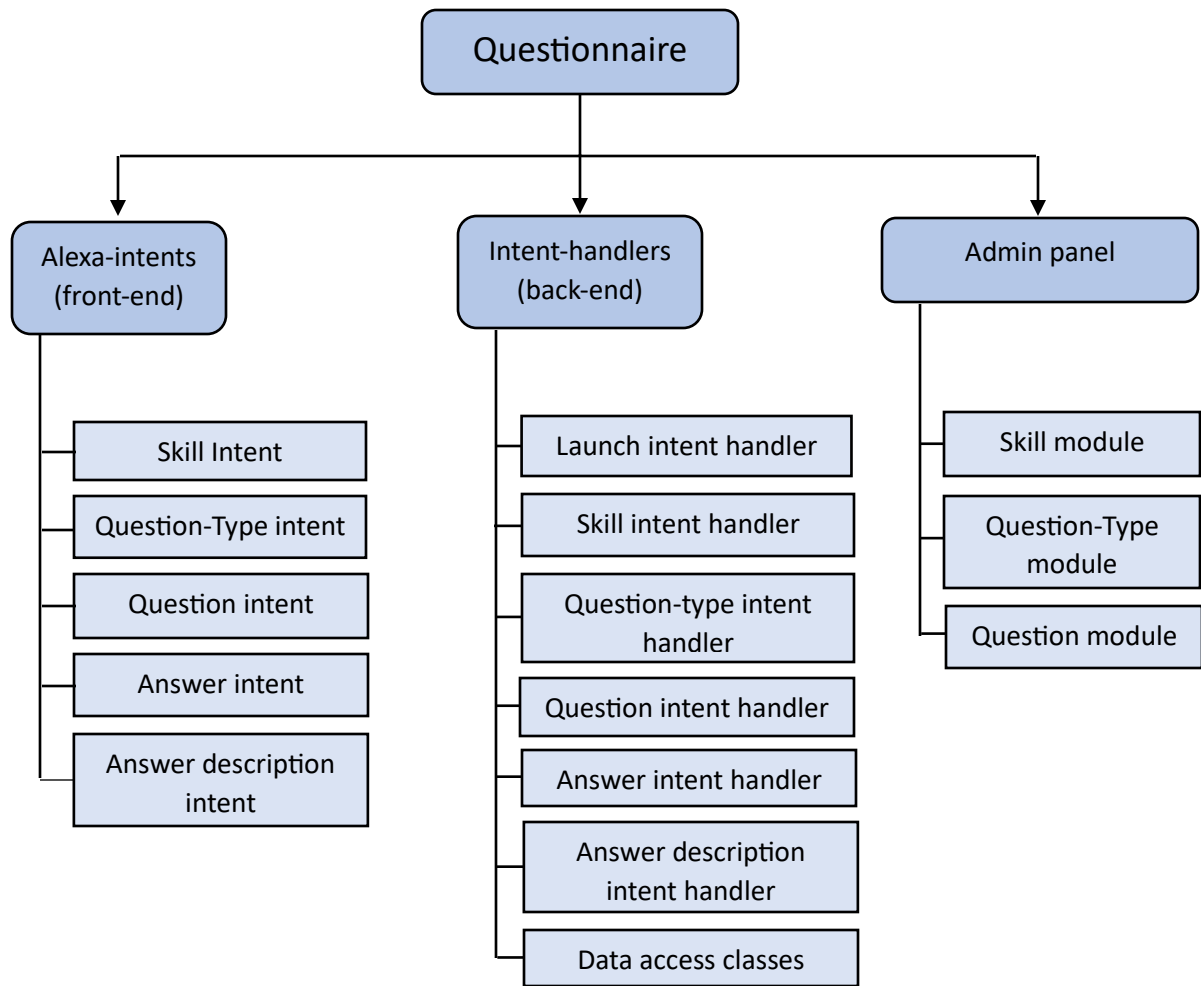 Questionnaire
Alexa-intents
(front-end)
Skill Intent
Question-Type intent
Question intent
Answer intent
Answer description
intent
Intent-handlers
(back-end)
Launch intent handler
Skill intent handler
Question-type intent
handler
Question intent handler
Answer intent handler
Answer description
intent handler
Data access classes
Admin panel
Skill module
Question-Type
module
Question module